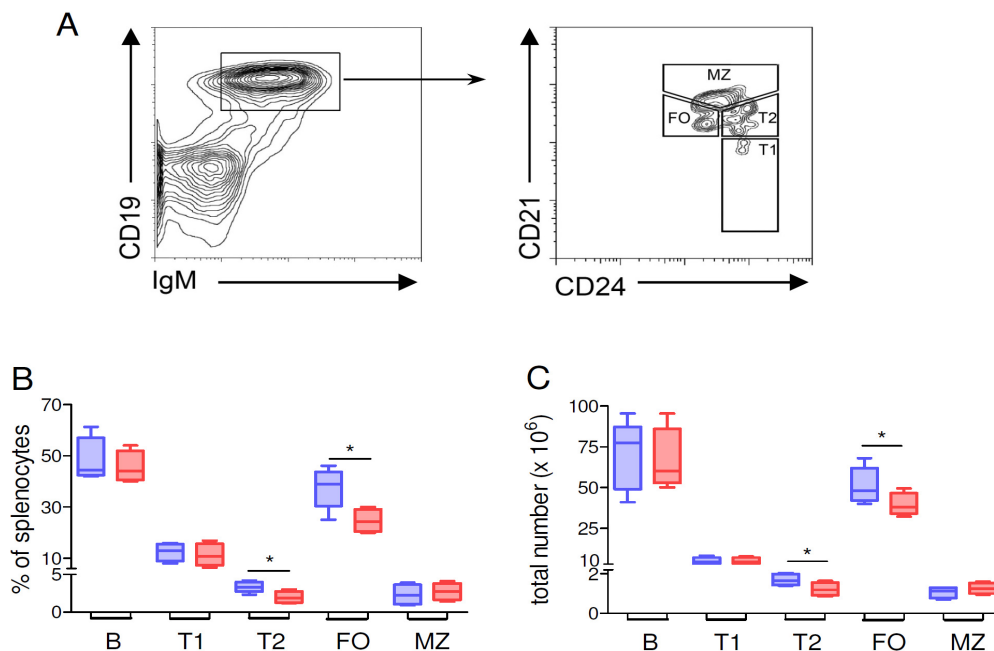 A
CD19
IgM
CD21
MZ
FO
T2
T1
CD24
B
% of splenocytes
70
50
30
10
5
0
*
*
B T1 T2 FO MZ
C
total number (x 10⁶)
100
75
50
25
10
2
0
*
*
B T1 T2 FO MZ